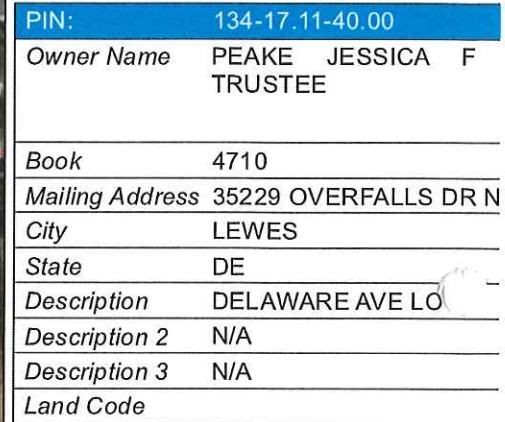 PIN: 134-17.11-40.00
Owner Name PEAKE JESSICA F
TRUSTEE
Book 4710
Mailing Address 35229 OVERFALLS DR N
City LEWES
State DE
Description DELAWARE AVE LO
Description 2 N/A
Description 3 N/A
Land Code